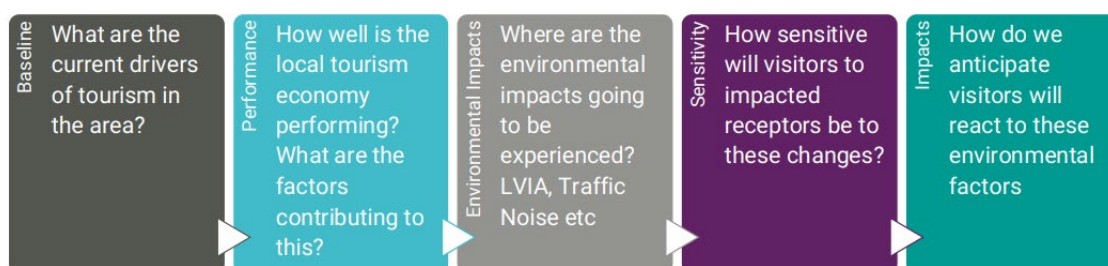 Baseline
What are the
current drivers
of tourism in
the area?
Performance
How well is the
local tourism
economy
performing?
What are the
factors
contributing to
this?
Environmental Impacts
Where are the
environmental
impacts going
to be
experienced?
LVIA, Traffic
Noise etc
Sensitivity
How sensitive
will visitors to
impacted
receptors be to
these changes?
Impacts
How do we
anticipate
visitors will
react to these
environmental
factors